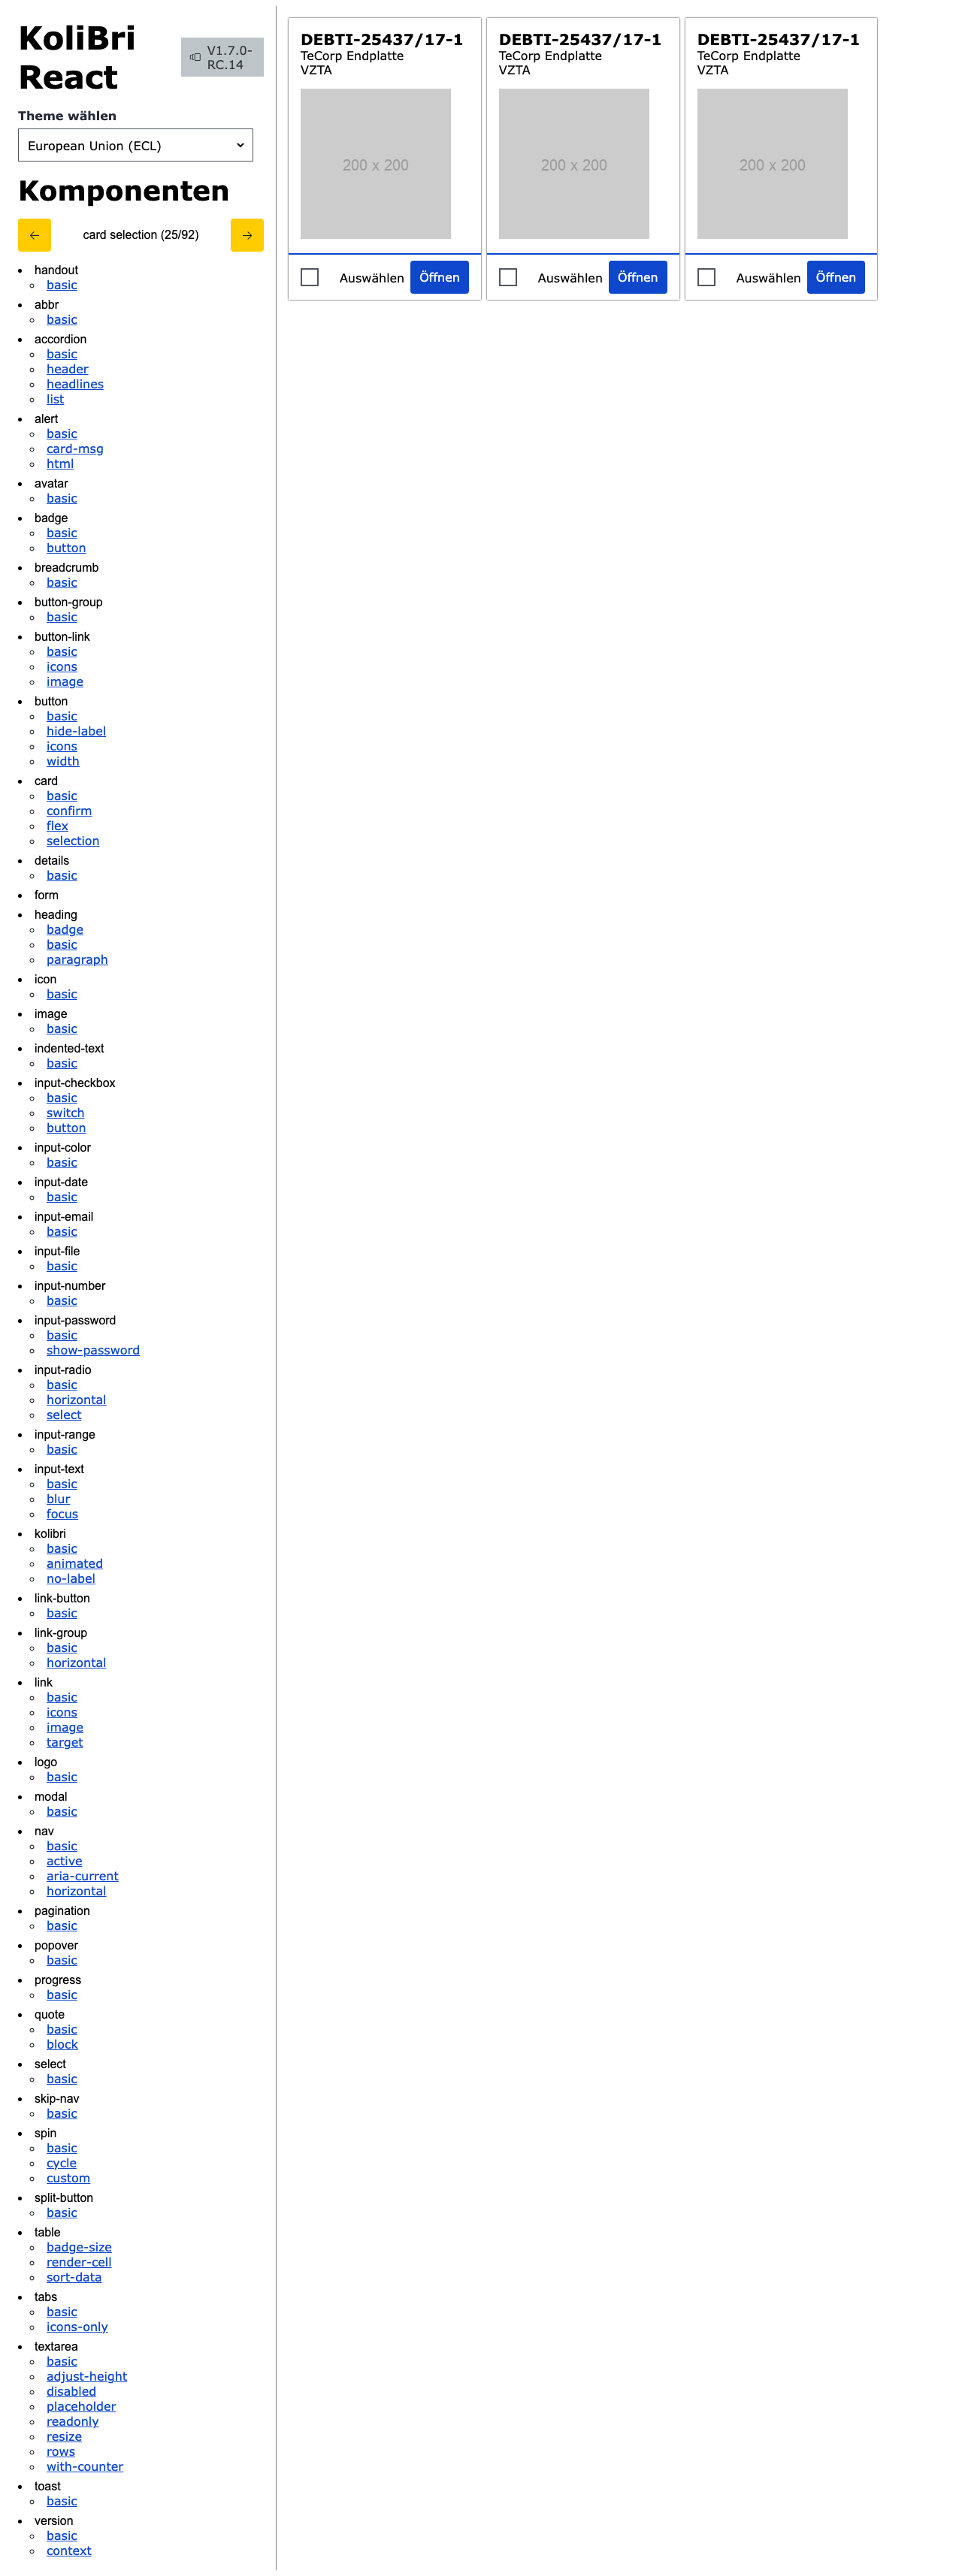 KoliBri
React
V1.7.0-
RC.14
Theme wählen
European Union (ECL)
Komponenten
card selection (25/92)
handout
basic
abbr
basic
accordion
basic
header
headlines
list
alert
basic
card-msg
html
avatar
basic
badge
basic
button
breadcrumb
basic
button-group
basic
button-link
basic
icons
image
button
basic
hide-label
icons
width
card
basic
confirm
flex
selection
details
basic
form
heading
badge
basic
paragraph
icon
basic
image
basic
indented-text
basic
input-checkbox
basic
switch
button
input-color
basic
input-date
basic
input-email
basic
input-file
basic
input-number
basic
input-password
basic
show-password
input-radio
basic
horizontal
select
input-range
basic
input-text
basic
blur
focus
kolibri
basic
animated
no-label
link-button
basic
link-group
basic
horizontal
link
basic
icons
image
target
logo
basic
modal
basic
nav
basic
active
aria-current
horizontal
pagination
basic
popover
basic
progress
basic
quote
basic
block
select
basic
skip-nav
basic
spin
basic
cycle
custom
split-button
basic
table
badge-size
render-cell
sort-data
tabs
basic
icons-only
textarea
basic
adjust-height
disabled
placeholder
readonly
resize
rows
with-counter
toast
basic
version
basic
context
DEBTI-25437/17-1
TeCorp Endplatte
VZTA
200 x 200
Auswählen Öffnen
DEBTI-25437/17-1
TeCorp Endplatte
VZTA
200 x 200
Auswählen Öffnen
DEBTI-25437/17-1
TeCorp Endplatte
VZTA
200 x 200
Auswählen Öffnen